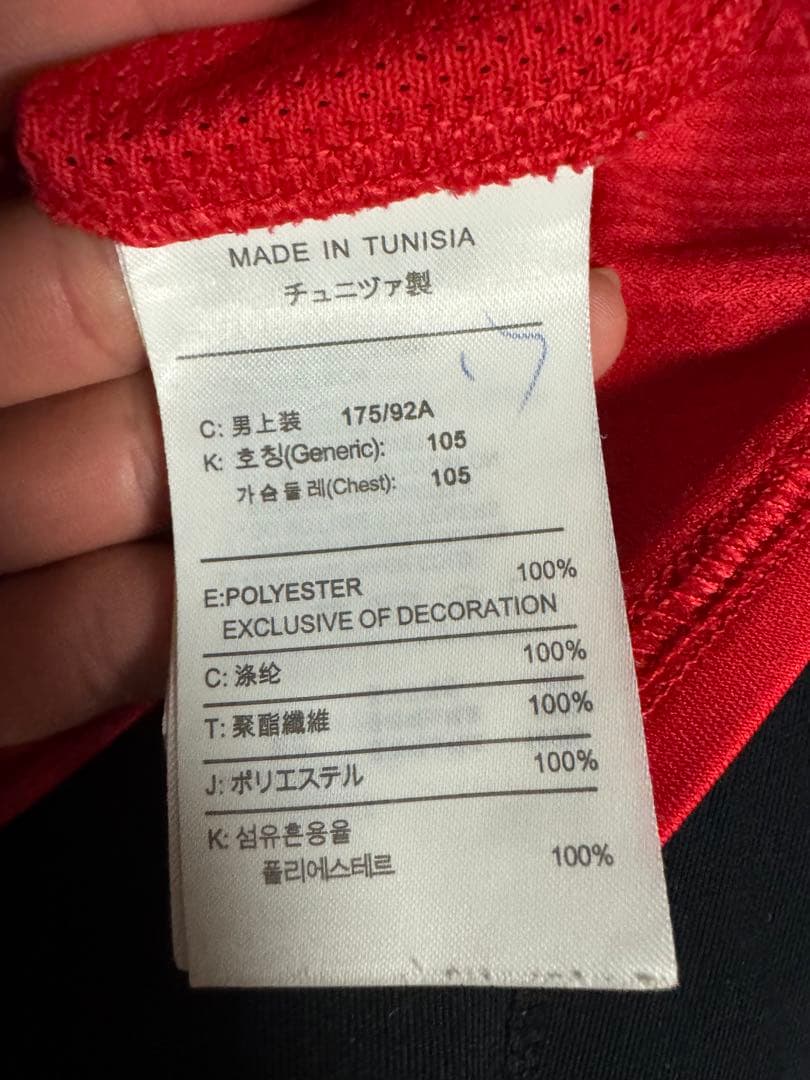 MADE IN TUNISIA
チュニヅァ製
C: 男上装 175/92A
K: 호칭(Generic): 105
가슴둘레(Chest): 105
E:POLYESTER 100%
EXCLUSIVE OF DECORATION
C: 涤纶 100%
T: 聚酯纖維 100%
J: ポリエステル 100%
K: 섬유혼용율
폴리에스테르 100%